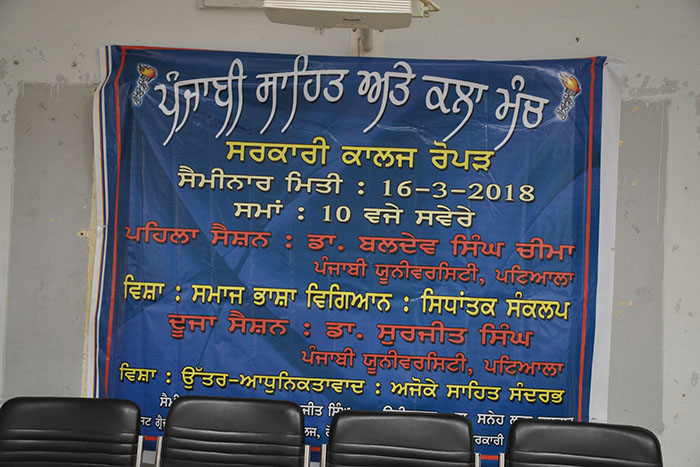 ਪੰਜਾਬੀ ਸਾਹਿਤ ਅਤੇ ਕਲਾ ਮੰਚ
ਸਰਕਾਰੀ ਕਾਲਜ ਰੋਪੜ
ਸੈਮੀਨਾਰ ਮਿਤੀ : 16-3-2018
ਸਮਾਂ : 10 ਵਜੇ ਸਵੇਰੇ
ਪਹਿਲਾ ਸੈਸ਼ਨ : ਡਾ. ਬਲਦੇਵ ਸਿੰਘ ਚੀਮਾ
ਪੰਜਾਬੀ ਯੂਨੀਵਰਸਿਟੀ, ਪਟਿਆਲਾ
ਵਿਸ਼ਾ : ਸਮਾਜ ਭਾਸ਼ਾ ਵਿਗਿਆਨ : ਸਿਧਾਂਤਕ ਸੰਕਲਪ
ਦੂਜਾ ਸੈਸ਼ਨ : ਡਾ. ਸੁਰਜੀਤ ਸਿੰਘ
ਪੰਜਾਬੀ ਯੂਨੀਵਰਸਿਟੀ, ਪਟਿਆਲਾ
ਵਿਸ਼ਾ : ਉੱਤਰ-ਆਧੁਨਿਕਤਾਵਾਦ : ਅਜੋਕੇ ਸਾਹਿਤ ਸੰਦਰਭ